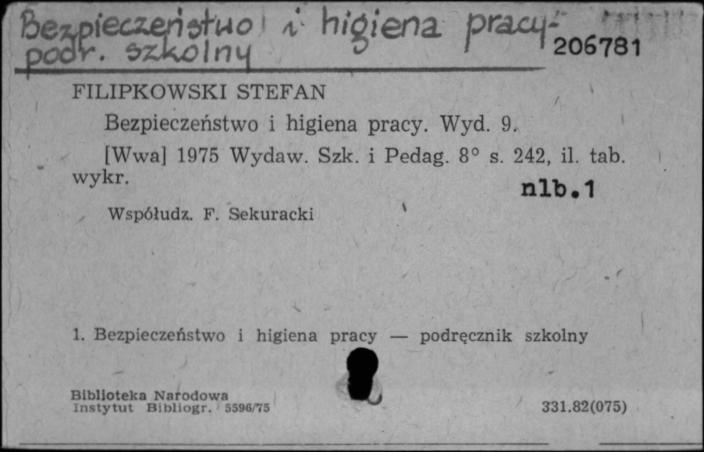 Bezpieczeństwo i higiena pracy-
podr. szkolny
206781
FILIPKOWSKI STEFAN
Bezpieczeństwo i higiena pracy. Wyd. 9.
[Wwa] 1975 Wydaw. Szk. i Pedag. 8° s. 242, il. tab.
wykr.
nlb.1
Współudz. F. Sekuracki
1. Bezpieczeństwo i higiena pracy — podręcznik szkolny
Biblioteka Narodowa
Instytut Bibliogr. 5596/75
331.82(075)